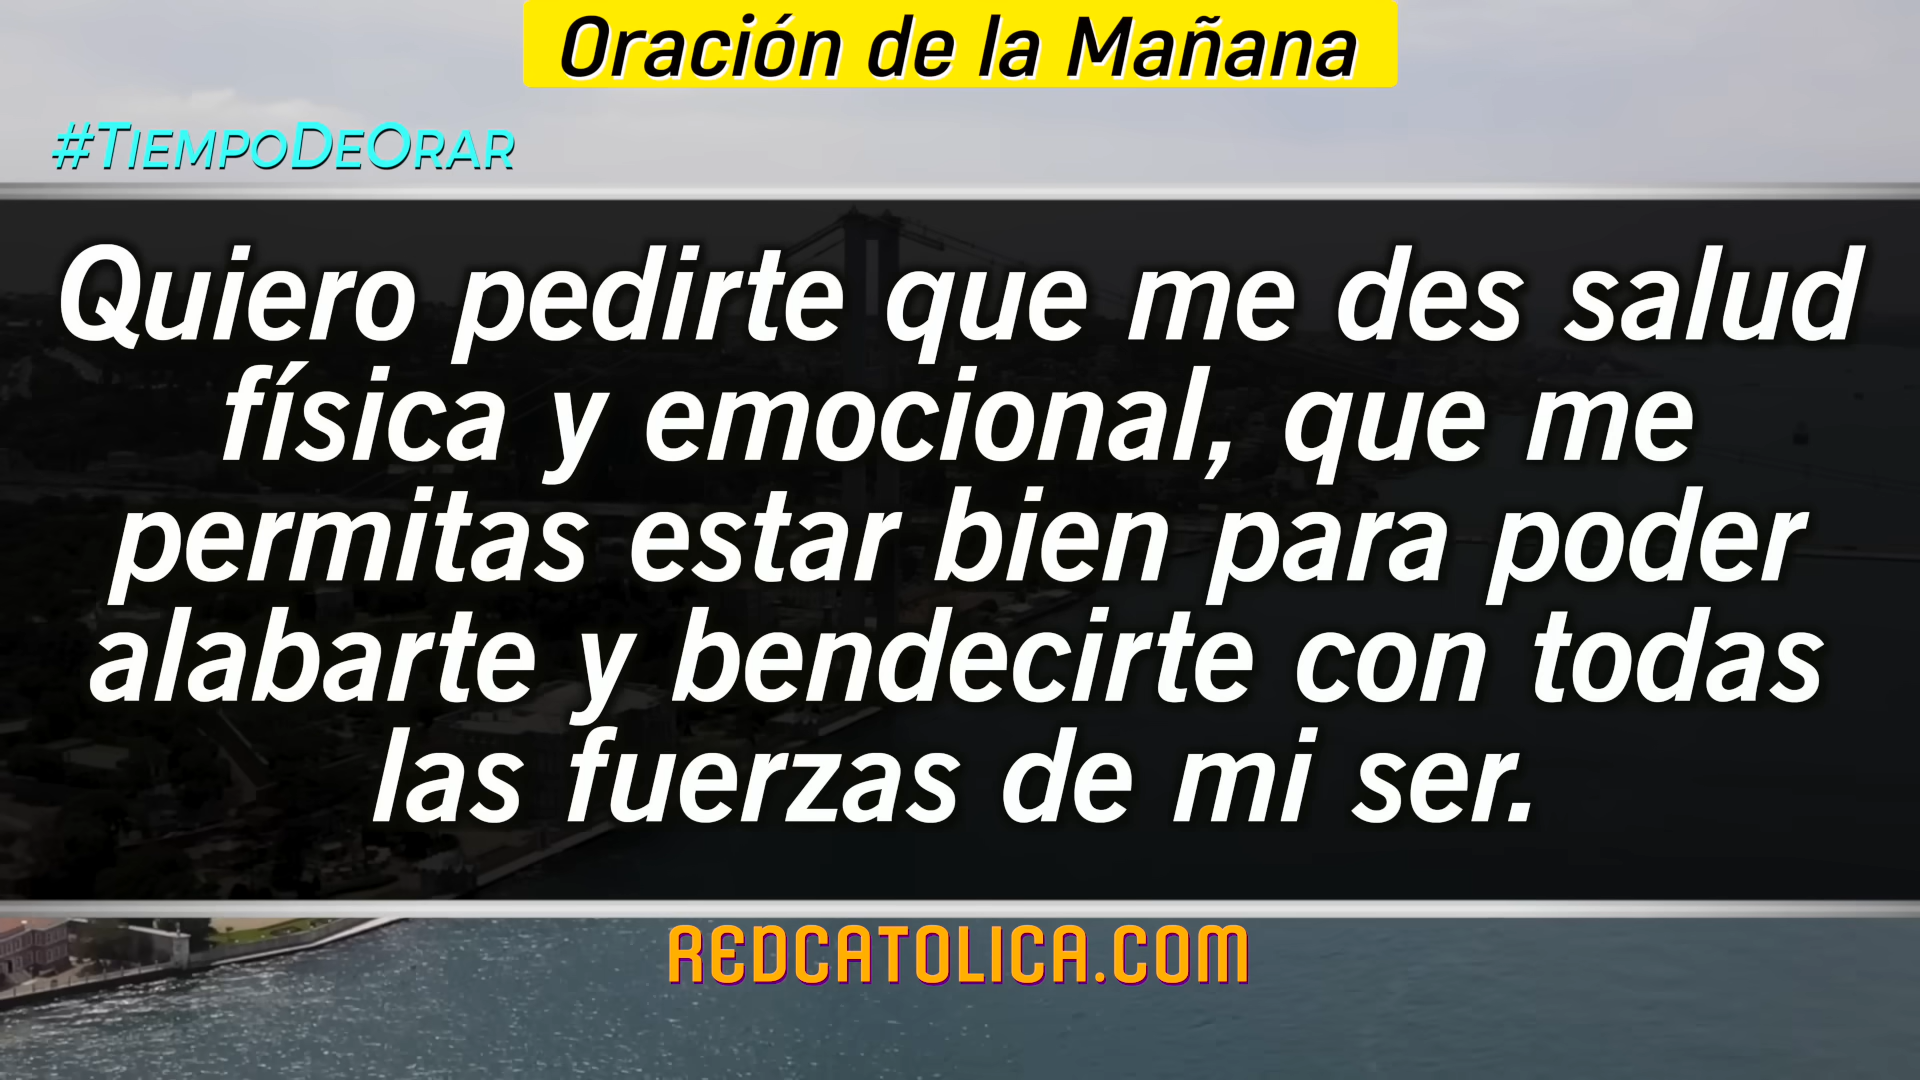 Oración de la Mañana
#TiempoDeOrar
Quiero pedirte que me des salud
física y emocional, que me
permitas estar bien para poder
alabarte y bendecirte con todas
las fuerzas de mi ser.
REDCATOLICA.COM